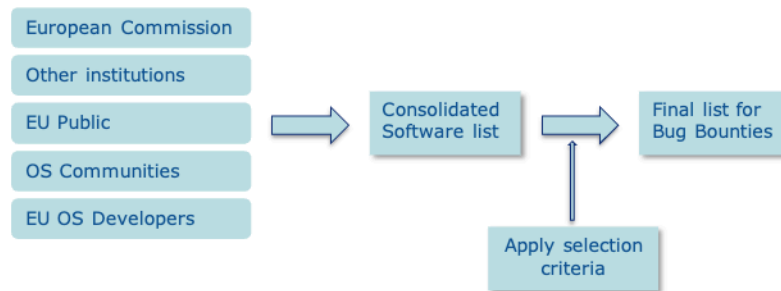 European Commission
Other institutions
EU Public
OS Communities
EU OS Developers
Consolidated
Software list
Final list for
Bug Bounties
Apply selection
criteria